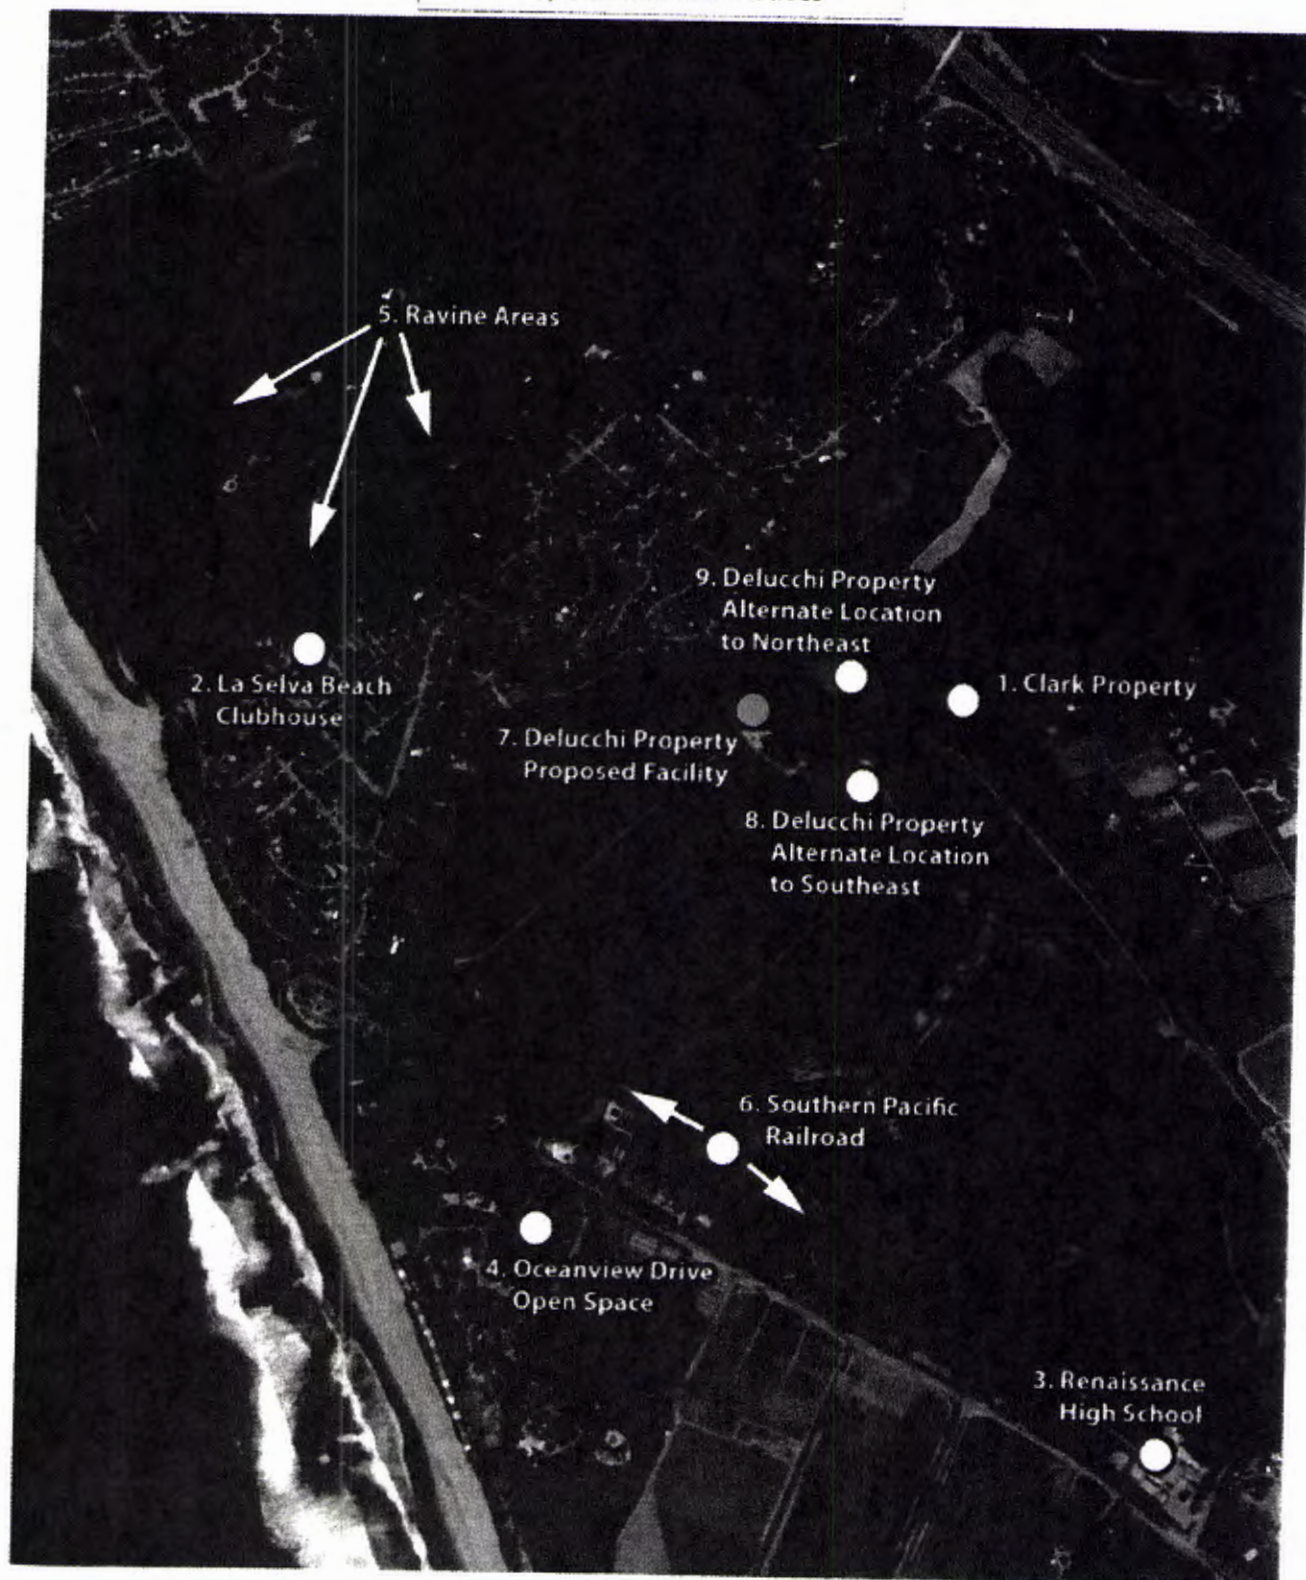 5. Ravine Areas
9. Delucchi Property
Alternate Location
to Northeast
2. La Selva Beach
Clubhouse
1. Clark Property
7. Delucchi Property
Proposed Facility
8. Delucchi Property
Alternate Location
to Southeast
6. Southern Pacific
Railroad
4. Oceanview Drive
Open Space
3. Renaissance
High School